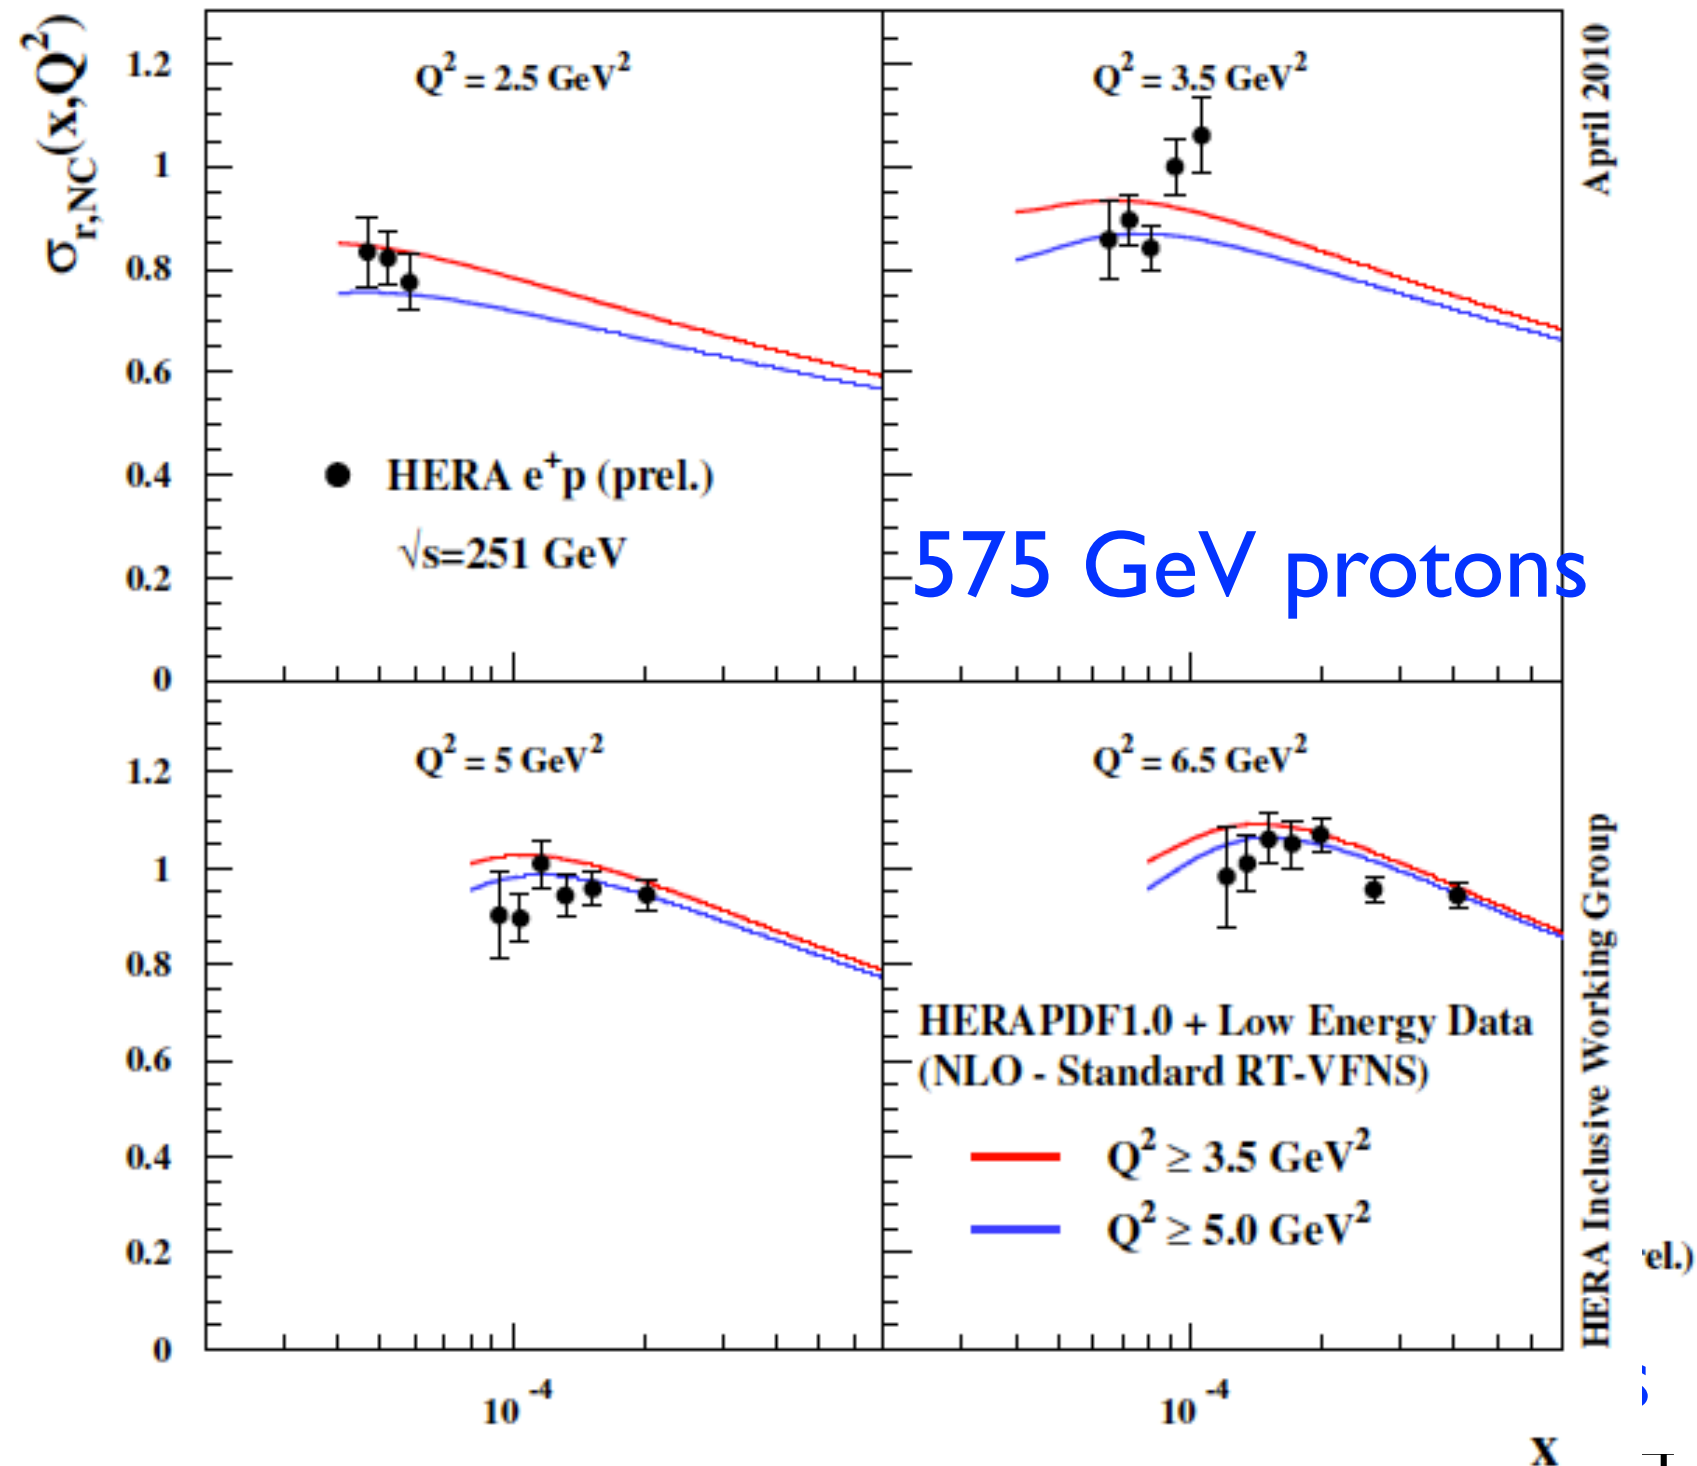 σr,NC(x,Q²)
April 2010
Q² = 2.5 GeV²
Q² = 3.5 GeV²
1.2
1
0.8
0.6
0.4
0.2
0
HERA e⁺p (prel.)
√s=251 GeV
575 GeV protons
Q² = 5 GeV²
Q² = 6.5 GeV²
1.2
1
0.8
0.6
0.4
0.2
0
HERAPDF1.0 + Low Energy Data
(NLO - Standard RT-VFNS)
Q² ≥ 3.5 GeV²
Q² ≥ 5.0 GeV²
HERA Inclusive Working Group
el.)
10⁻⁴
10⁻⁴
x